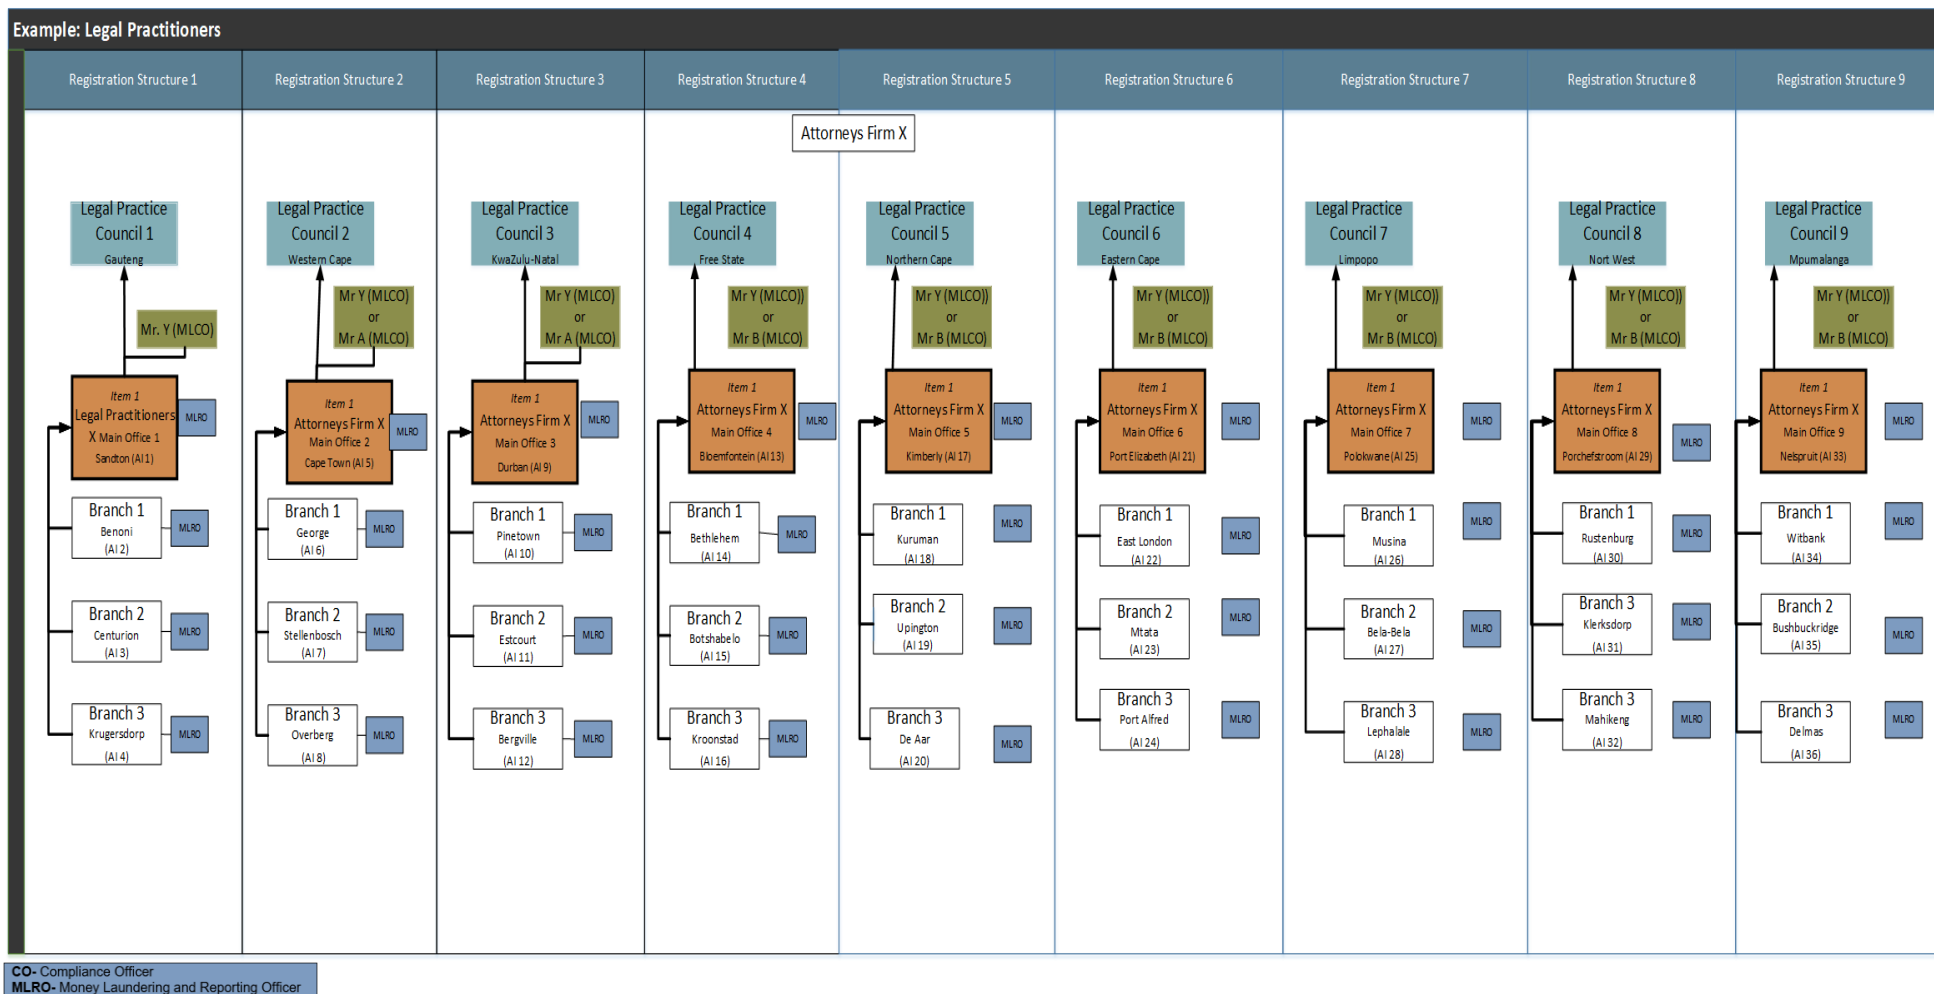 Example: Legal Practitioners
Registration Structure 1
Registration Structure 2
Registration Structure 3
Registration Structure 4
Registration Structure 5
Registration Structure 6
Registration Structure 7
Registration Structure 8
Registration Structure 9
Attorneys Firm X
Legal Practice
Council 1
Gauteng
Mr. Y (MLCO)
Item 1
Legal Practitioners
X Main Office 1
Sandton (AI 1)
MLRO
Branch 1
Benoni
(AI 2)
MLRO
Branch 2
Centurion
(AI 3)
MLRO
Branch 3
Krugersdorp
(AI 4)
MLRO
Legal Practice
Council 2
Western Cape
Mr Y (MLCO)
or
Mr A (MLCO)
Item 1
Attorneys Firm X
Main Office 2
Cape Town (AI 5)
MLRO
Branch 1
George
(AI 6)
MLRO
Branch 2
Stellenbosch
(AI 7)
MLRO
Branch 3
Overberg
(AI 8)
MLRO
Legal Practice
Council 3
KwaZulu-Natal
Mr Y (MLCO)
or
Mr A (MLCO)
Item 1
Attorneys Firm X
Main Office 3
Durban (AI 9)
MLRO
Branch 1
Pinetown
(AI 10)
MLRO
Branch 2
Estcourt
(AI 11)
MLRO
Branch 3
Bergville
(AI 12)
MLRO
Legal Practice
Council 4
Free State
Mr Y (MLCO))
or
Mr B (MLCO)
Item 1
Attorneys Firm X
Main Office 4
Bloemfontein (AI 13)
MLRO
Branch 1
Bethlehem
(AI 14)
MLRO
Branch 2
Botshabelo
(AI 15)
MLRO
Branch 3
Kroonstad
(AI 16)
MLRO
Legal Practice
Council 5
Northern Cape
Mr Y (MLCO))
or
Mr B (MLCO)
Item 1
Attorneys Firm X
Main Office 5
Kimberly (AI 17)
MLRO
Branch 1
Kuruman
(AI 18)
MLRO
Branch 2
Upington
(AI 19)
MLRO
Branch 3
De Aar
(AI 20)
MLRO
Legal Practice
Council 6
Eastern Cape
Mr Y (MLCO))
or
Mr B (MLCO)
Item 1
Attorneys Firm X
Main Office 6
Port Elizabeth (AI 21)
MLRO
Branch 1
East London
(AI 22)
MLRO
Branch 2
Mtata
(AI 23)
MLRO
Branch 3
Port Alfred
(AI 24)
MLRO
Legal Practice
Council 7
Limpopo
Mr Y (MLCO))
or
Mr B (MLCO)
Item 1
Attorneys Firm X
Main Office 7
Polokwane (AI 25)
MLRO
Branch 1
Musina
(AI 26)
MLRO
Branch 2
Bela-Bela
(AI 27)
MLRO
Branch 3
Lephalale
(AI 28)
MLRO
Legal Practice
Council 8
Nort West
Mr Y (MLCO))
or
Mr B (MLCO)
Item 1
Attorneys Firm X
Main Office 8
Porchefstroom (AI 29)
MLRO
Branch 1
Rustenburg
(AI 30)
MLRO
Branch 3
Klerksdorp
(AI 31)
MLRO
Branch 3
Mahikeng
(AI 32)
MLRO
Legal Practice
Council 9
Mpumalanga
Mr Y (MLCO))
or
Mr B (MLCO)
Item 1
Attorneys Firm X
Main Office 9
Nelspruit (AI 33)
MLRO
Branch 1
Witbank
(AI 34)
MLRO
Branch 2
Bushbuckridge
(AI 35)
MLRO
Branch 3
Delmas
(AI 36)
MLRO
CO- Compliance Officer
MLRO- Money Laundering and Reporting Officer